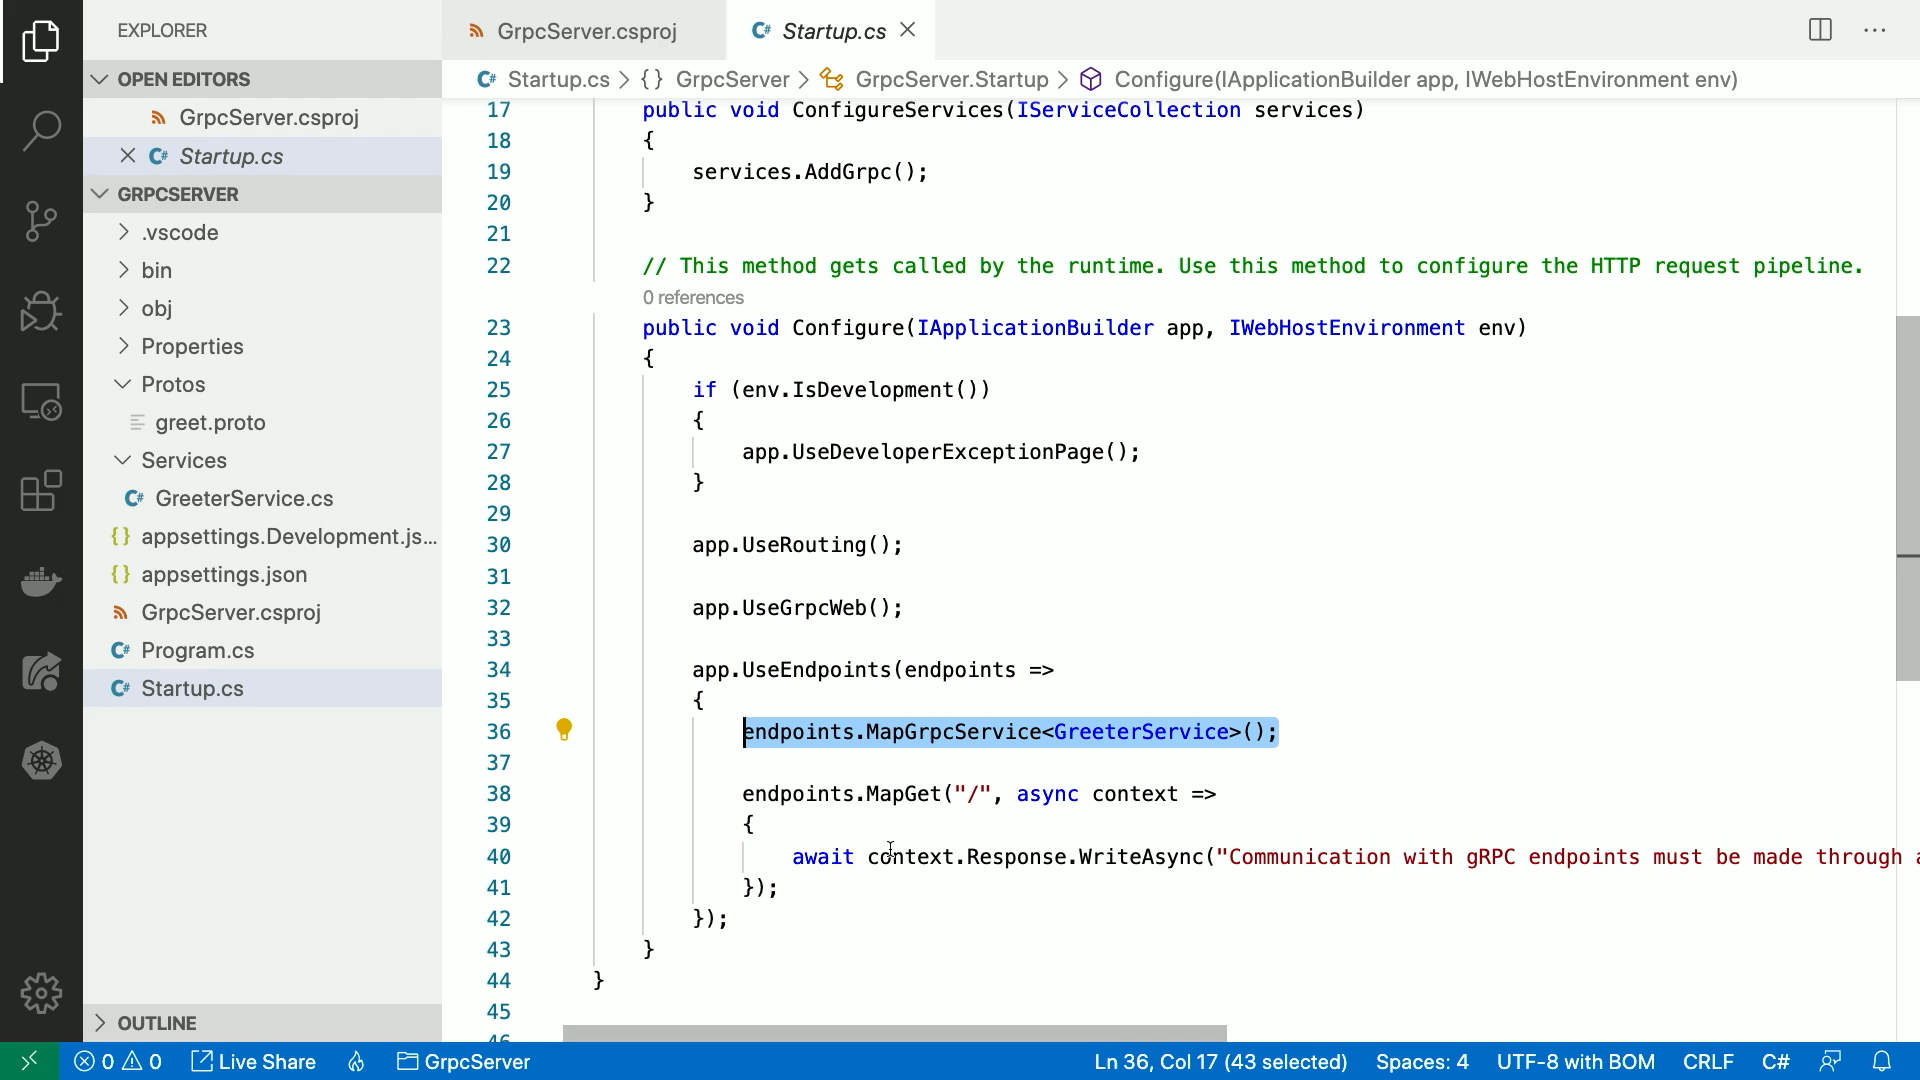 EXPLORER
OPEN EDITORS
GrpcServer.csproj
Startup.cs
GRPCSERVER
.vscode
bin
obj
Properties
Protos
greet.proto
Services
GreeterService.cs
appsettings.Development.js...
appsettings.json
GrpcServer.csproj
Program.cs
Startup.cs
OUTLINE
GrpcServer.csproj
Startup.cs
Startup.cs > {} GrpcServer > GrpcServer.Startup > Configure(IApplicationBuilder app, IWebHostEnvironment env)
17 public void ConfigureServices(IServiceCollection services)
18 {
19 services.AddGrpc();
20 }
21
22 // This method gets called by the runtime. Use this method to configure the HTTP request pipeline.
0 references
23 public void Configure(IApplicationBuilder app, IWebHostEnvironment env)
24 {
25 if (env.IsDevelopment())
26 {
27 app.UseDeveloperExceptionPage();
28 }
29
30 app.UseRouting();
31
32 app.UseGrpcWeb();
33
34 app.UseEndpoints(endpoints =>
35 {
36 endpoints.MapGrpcService<GreeterService>();
37
38 endpoints.MapGet("/", async context =>
39 {
40 await context.Response.WriteAsync("Communication with gRPC endpoints must be made through a
41 });
42 });
43 }
44 }
45
46
0 0 Live Share GrpcServer Ln 36, Col 17 (43 selected) Spaces: 4 UTF-8 with BOM CRLF C#